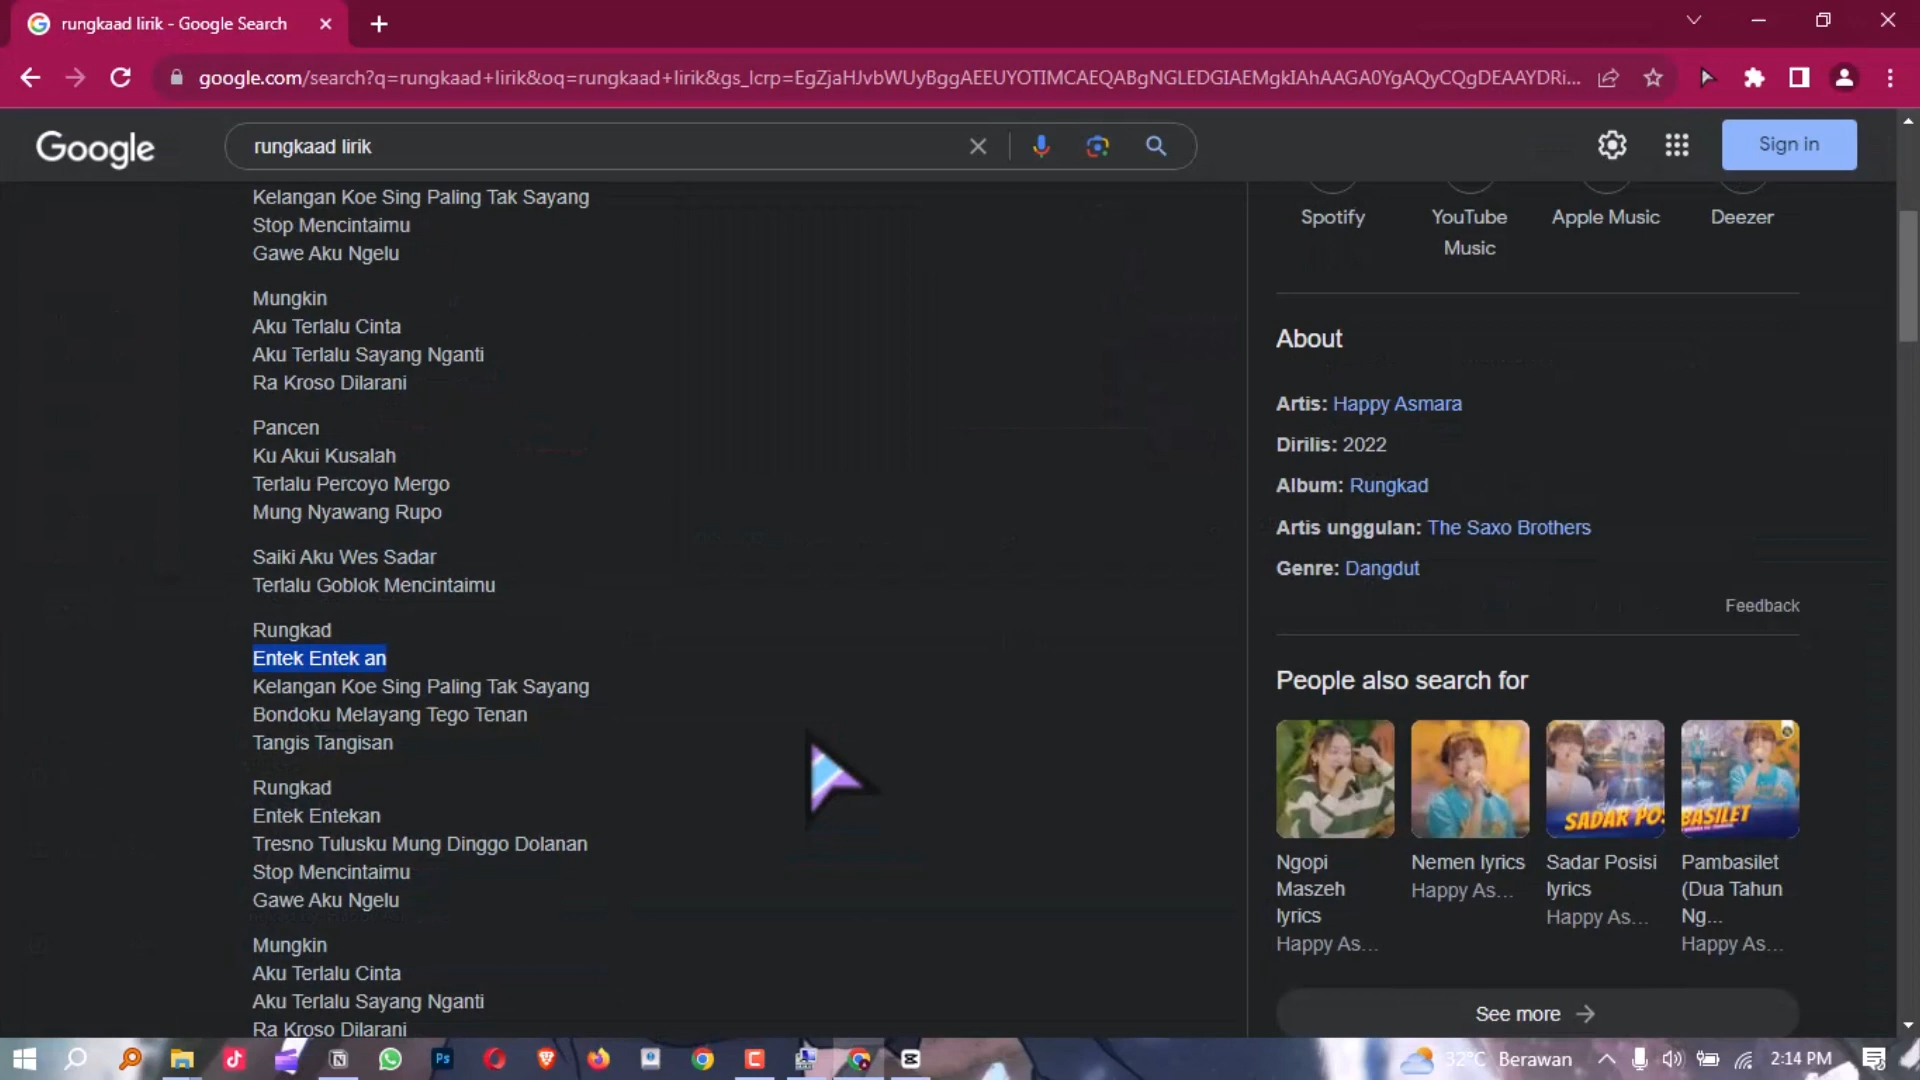 rungkaad lirik - Google Search
google.com/search?q=rungkaad+lirik&oq=rungkaad+lirik&gs_lcrp=EgZjaHJvbWUyBggAEEUYOTIMCAEQABgNGLEDGIAEMgkIAhAAGA0YgAQyCQgDEAAYDRi...
Google
rungkaad lirik
Sign in
Kelangan Koe Sing Paling Tak Sayang
Stop Mencintaimu
Gawe Aku Ngelu
Mungkin
Aku Terlalu Cinta
Aku Terlalu Sayang Nganti
Ra Kroso Dilarani
Pancen
Ku Akui Kusalah
Terlalu Percoyo Mergo
Mung Nyawang Rupo
Saiki Aku Wes Sadar
Terlalu Goblok Mencintaimu
Rungkad
Entek Entek an
Kelangan Koe Sing Paling Tak Sayang
Bondoku Melayang Tego Tenan
Tangis Tangisan
Rungkad
Entek Entekan
Tresno Tulusku Mung Dinggo Dolanan
Stop Mencintaimu
Gawe Aku Ngelu
Mungkin
Aku Terlalu Cinta
Aku Terlalu Sayang Nganti
Ra Kroso Dilarani
Spotify
YouTube Music
Apple Music
Deezer
About
Artis: Happy Asmara
Dirilis: 2022
Album: Rungkad
Artis unggulan: The Saxo Brothers
Genre: Dangdut
Feedback
People also search for
SADAR POS
BASILET
Ngopi
Maszeh
lyrics
Happy As...
Nemen lyrics
Happy As...
Sadar Posisi
lyrics
Happy As...
Pambasilet
(Dua Tahun
Ng...
Happy As...
See more
Ps
32°C Berawan
2:14 PM